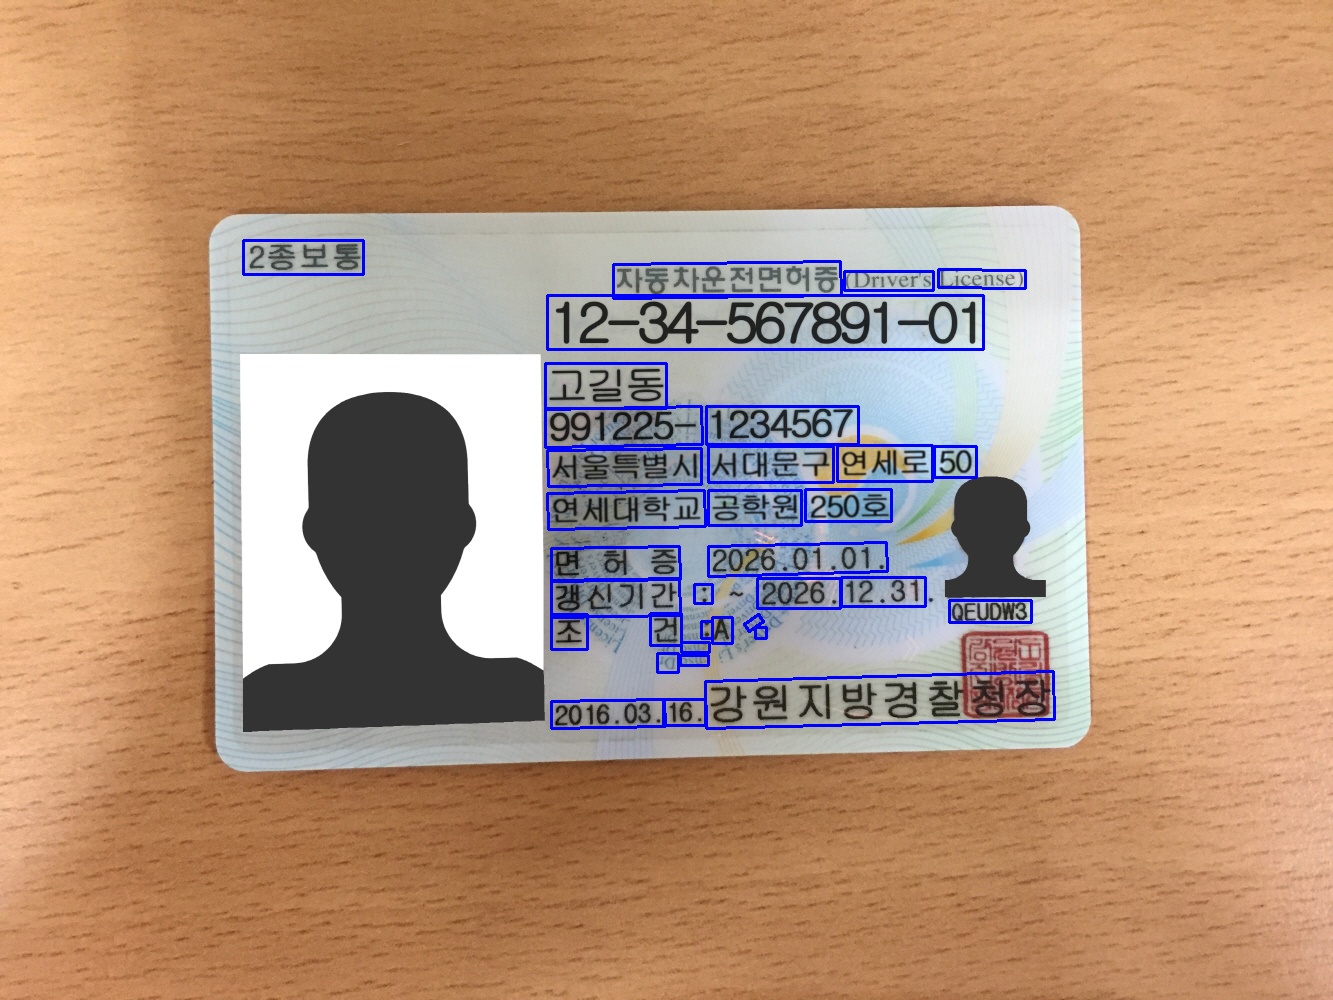 2종보통
자동차운전면허증 (Driver's License)
12-34-567891-01
고길동
991225- 1234567
서울특별시 서대문구 연세로 50
연세대학교 공학원 250호
면 허 증 2026.01.01.
갱신기간 : ~ 2026.12.31.
조 건 :A
QEUDW3
2016.03.16. 강원지방경찰청장